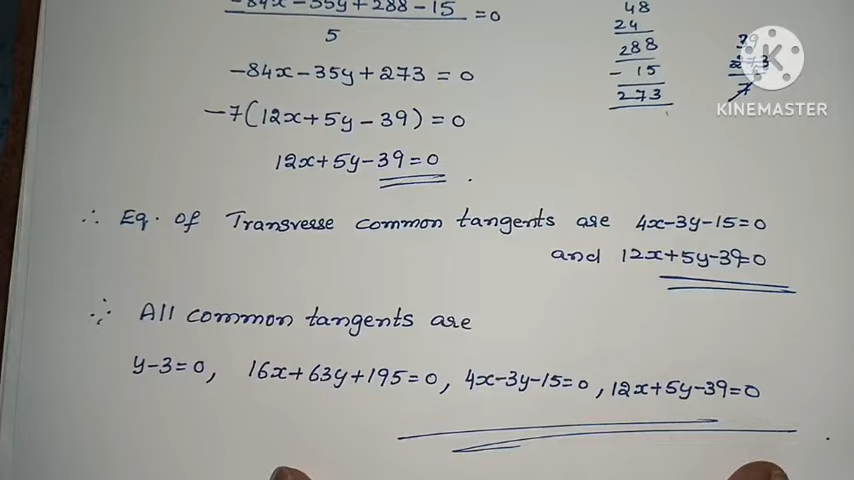 -84x-35y+288-15 = 0
5
-84x-35y+273 = 0
-7(12x+5y-39) = 0
12x+5y-39=0
48
24
288
- 15
273
39
7
KINEMASTER
∴ Eq. of Transverse common tangents are 4x-3y-15=0
and 12x+5y-39=0
∴ All common tangents are
y-3=0, 16x+63y+195=0, 4x-3y-15=0, 12x+5y-39=0